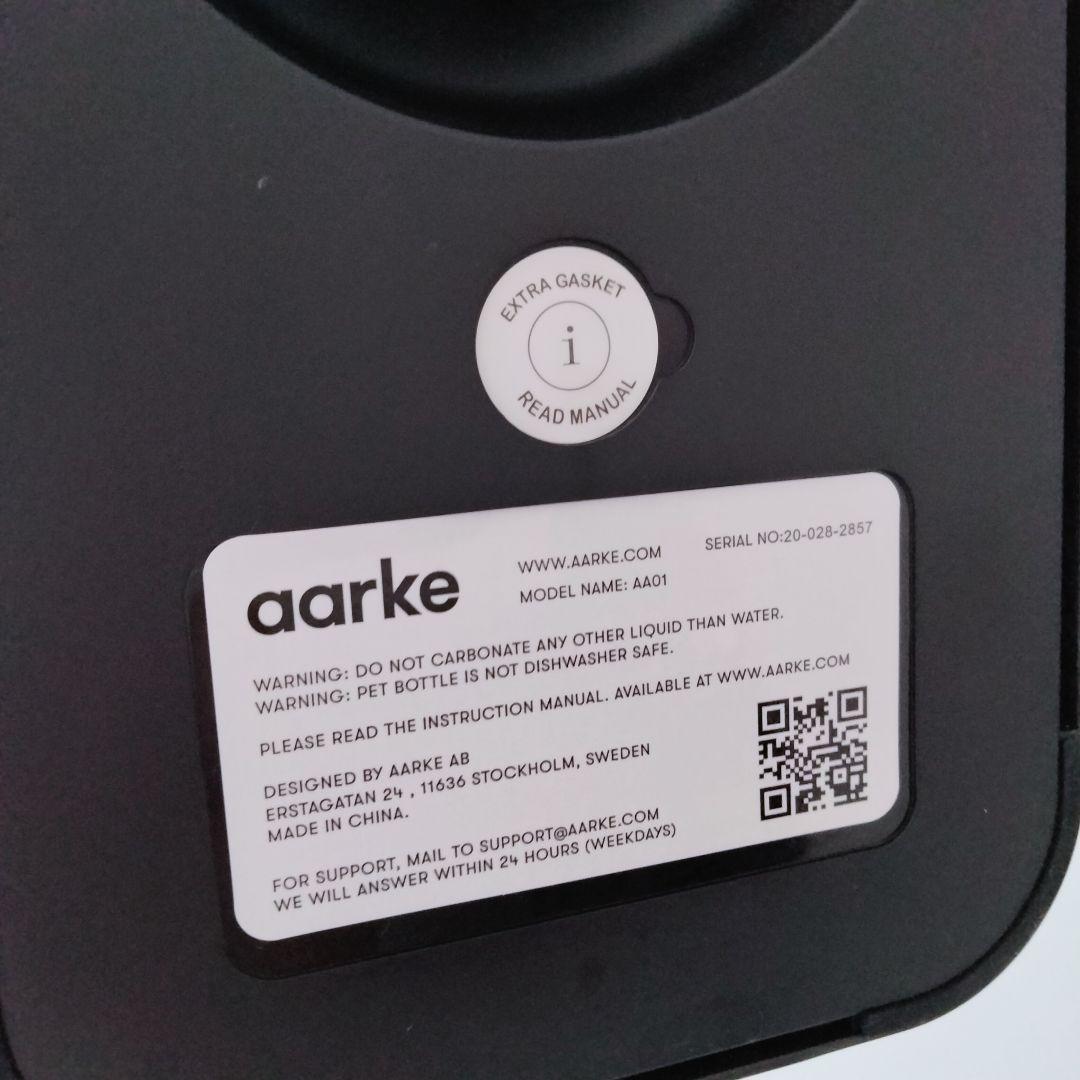 EXTRA GASKET
i
READ MANUAL
aarke
WWW.AARKE.COM
MODEL NAME: AA01
SERIAL NO:20-028-2857
WARNING: DO NOT CARBONATE ANY OTHER LIQUID THAN WATER.
WARNING: PET BOTTLE IS NOT DISHWASHER SAFE.
PLEASE READ THE INSTRUCTION MANUAL. AVAILABLE AT WWW.AARKE.COM
DESIGNED BY AARKE AB
ERSTAGATAN 24 , 11636 STOCKHOLM, SWEDEN
MADE IN CHINA.
FOR SUPPORT, MAIL TO SUPPORT@AARKE.COM
WE WILL ANSWER WITHIN 24 HOURS (WEEKDAYS)